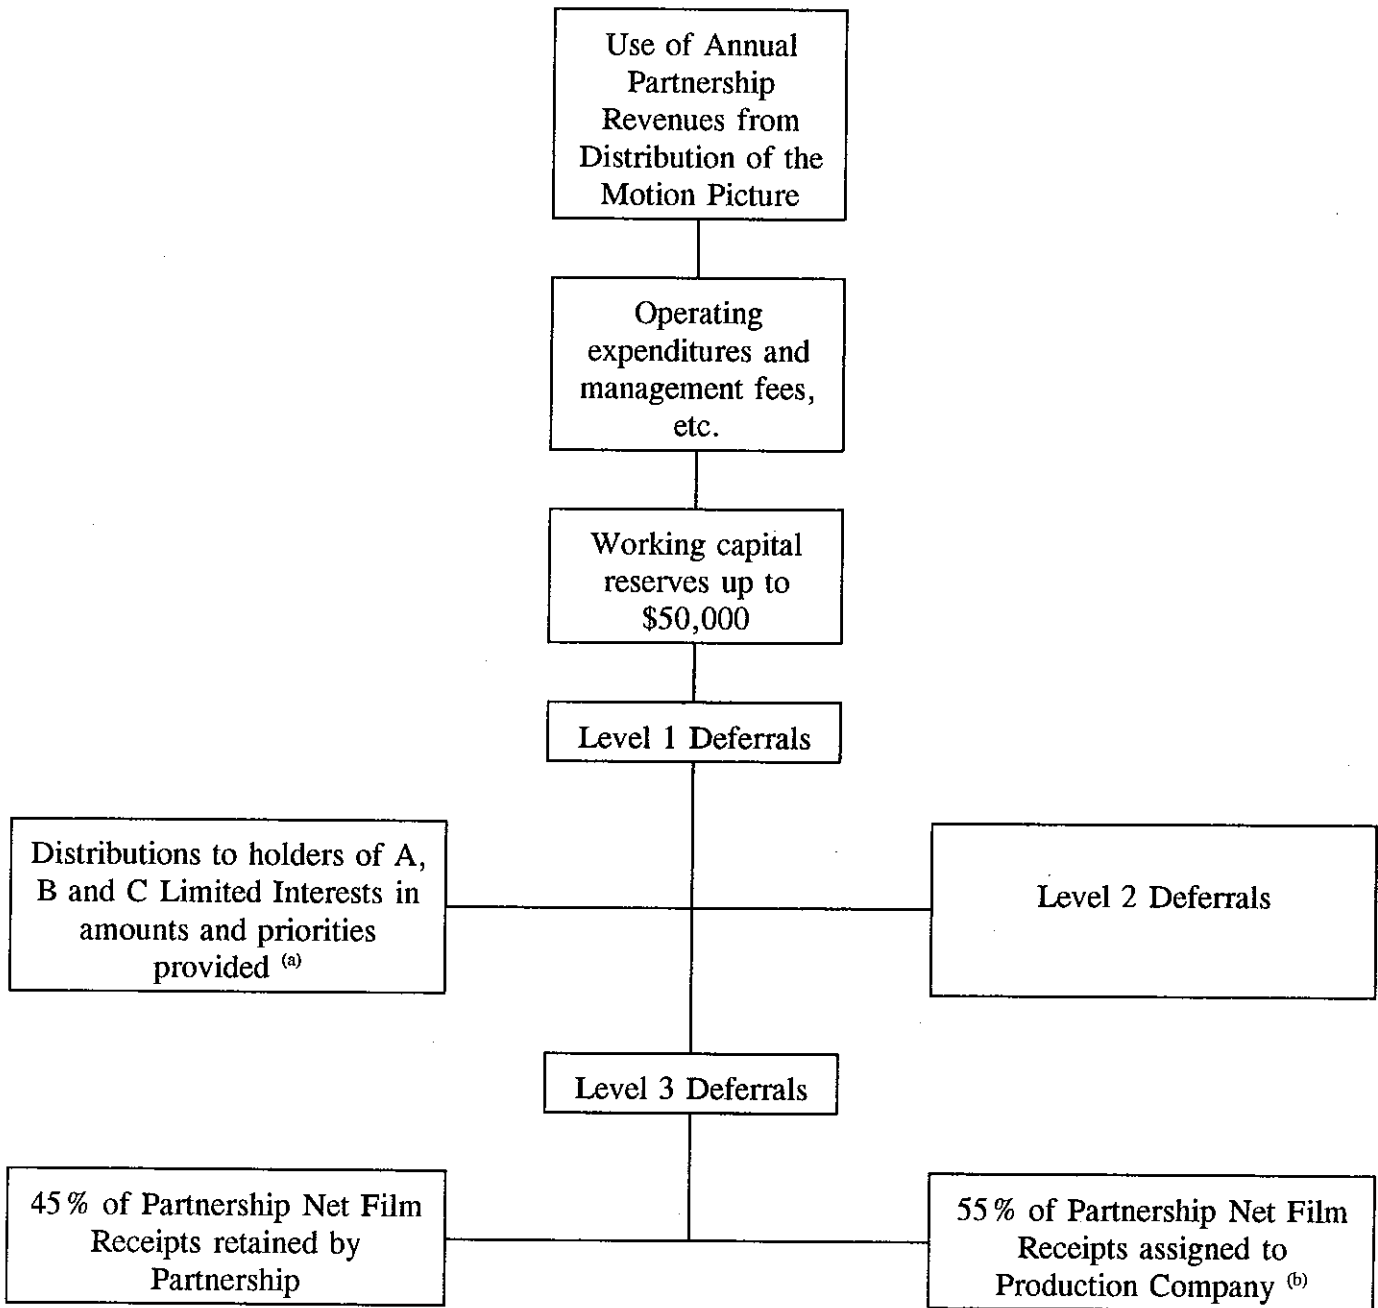 Use of Annual
Partnership
Revenues from
Distribution of the
Motion Picture
Operating
expenditures and
management fees,
etc.
Working capital
reserves up to
$50,000
Level 1 Deferrals
Distributions to holders of A,
B and C Limited Interests in
amounts and priorities
provided (a)
Level 2 Deferrals
Level 3 Deferrals
45% of Partnership Net Film
Receipts retained by
Partnership
55% of Partnership Net Film
Receipts assigned to
Production Company (b)